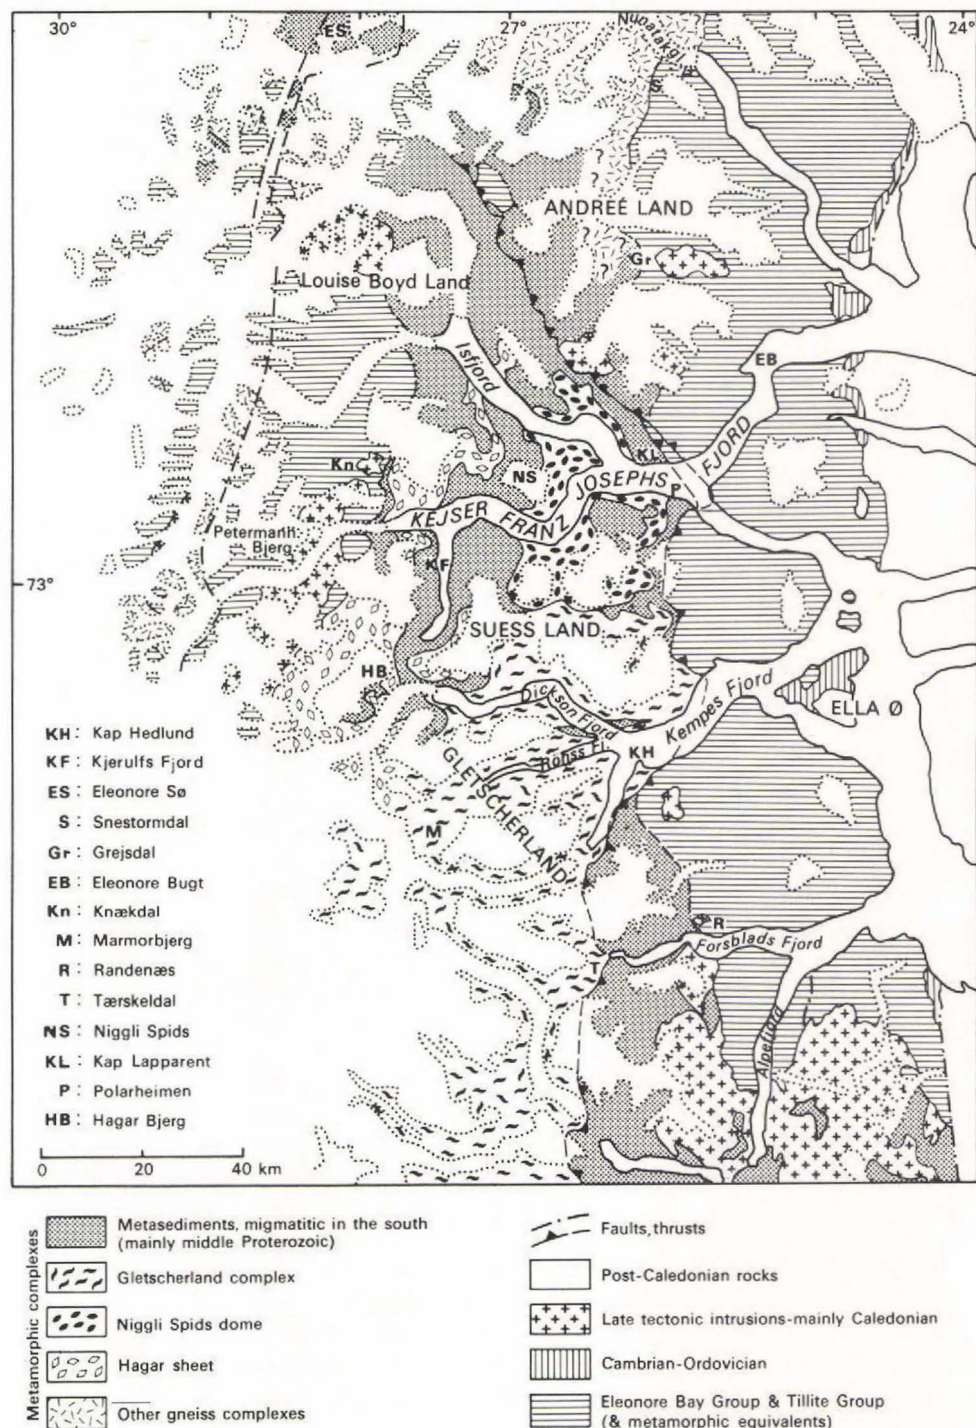 30°
27°
24°
ES
Nunatakgl.
S
ANDREÉ LAND
Gr
Louise Boyd Land
Isfjord
EB
KL
FJORD
Kn
NS
JOSEPHS
P
KEJSER
FRANZ
Petermann
Bjerg
KF
73°
SUESS LAND
HB
Dickson Fjord
Kempes Fjord
ELLA Ø
Röhss Fj.
KH
GLETSCHERLAND
M
R
Forsblads Fjord
T
Alpefjord
KH : Kap Hedlund
KF : Kjerulfs Fjord
ES : Eleonore Sø
S : Snestormdal
Gr : Grejsdal
EB : Eleonore Bugt
Kn : Knækdal
M : Marmorbjerg
R : Randenæs
T : Tærskeldal
NS : Niggli Spids
KL : Kap Lapparent
P : Polarheimen
HB : Hagar Bjerg
0 20 40 km
Metamorphic complexes
Metasediments, migmatitic in the south
(mainly middle Proterozoic)
Gletscherland complex
Niggli Spids dome
Hagar sheet
Other gneiss complexes
Faults, thrusts
Post-Caledonian rocks
Late tectonic intrusions-mainly Caledonian
Cambrian-Ordovician
Eleonore Bay Group & Tillite Group
(& metamorphic equivalents)